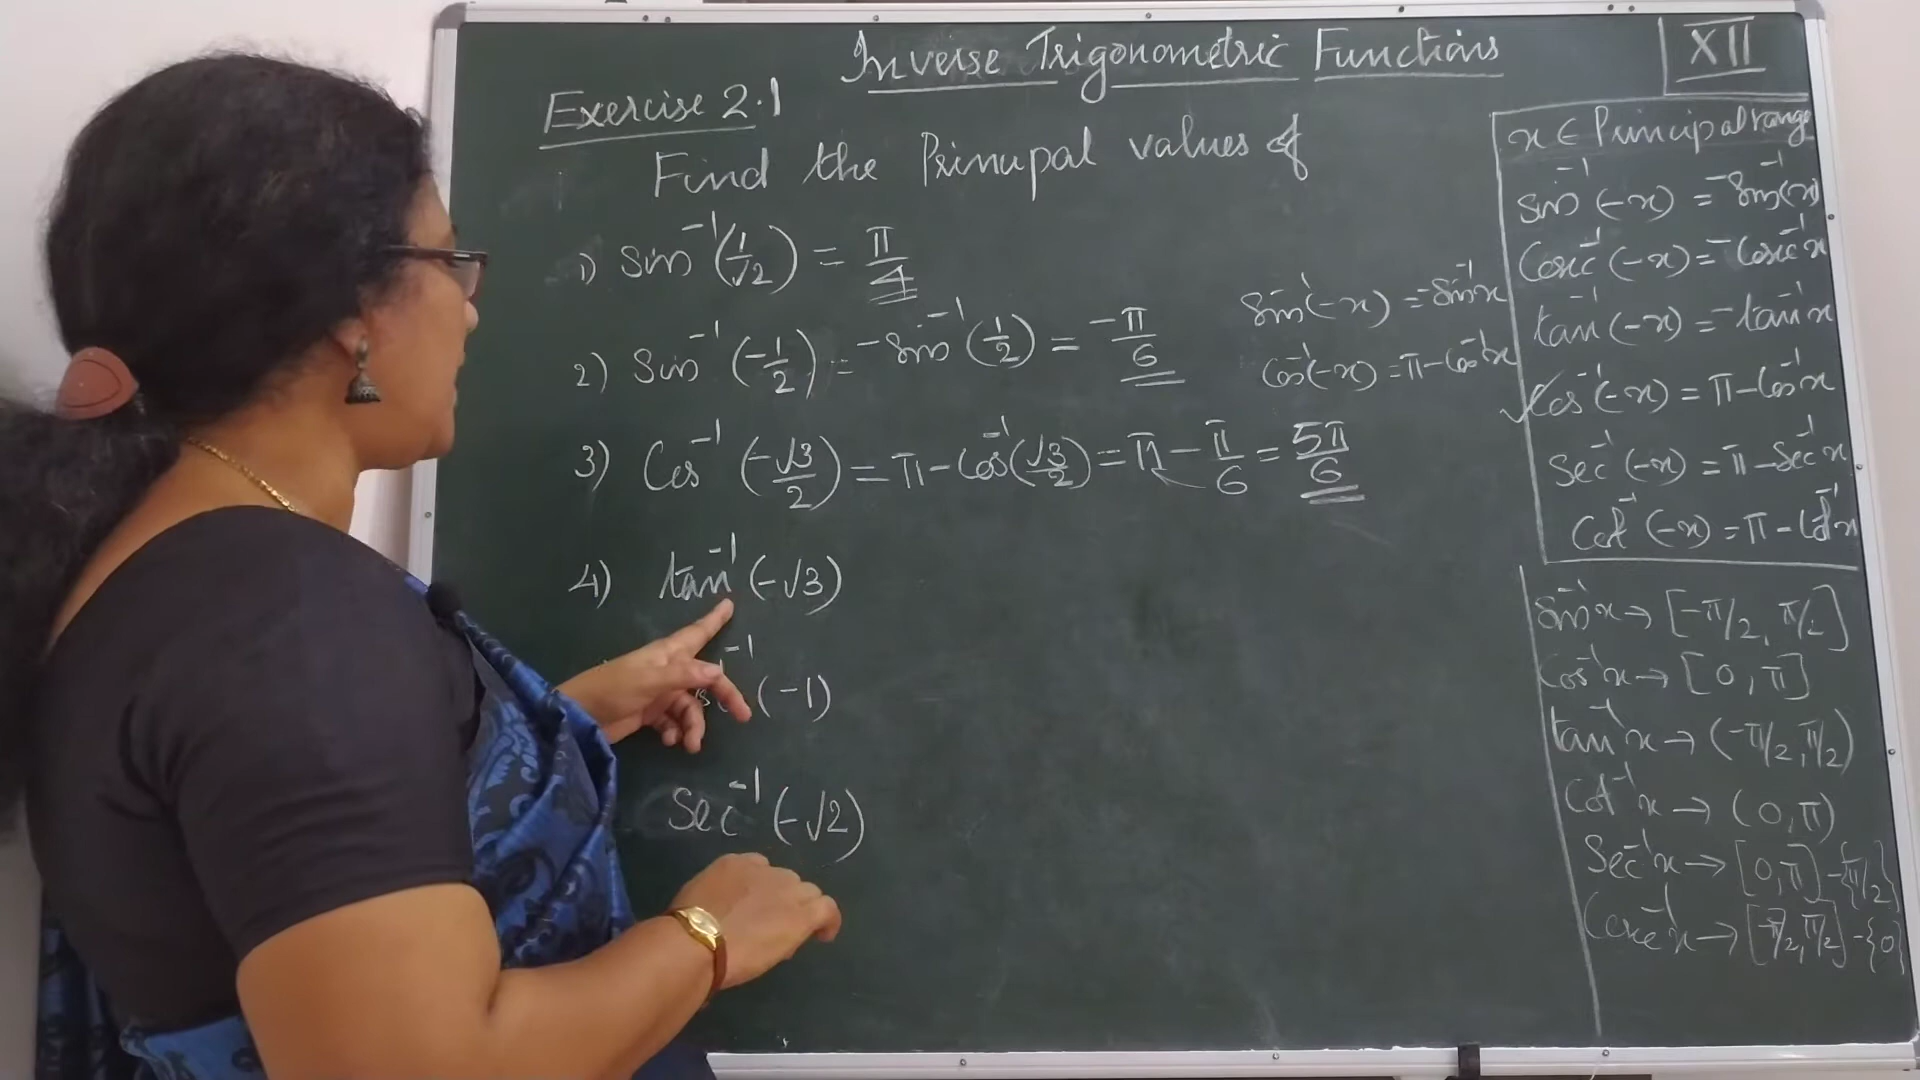 Inverse Trigonometric Functions
XII
Exercise 2.1
Find the Principal values of
1) sin⁻¹(1/√2) = π/4
2) sin⁻¹(-1/2) = -sin⁻¹(1/2) = -π/6
sin⁻¹(-x) = -sin⁻¹x
cos⁻¹(-x) = π-cos⁻¹x
3) Cos⁻¹(-√3/2) = π-Cos⁻¹(√3/2) = π-π/6 = 5π/6
4) tan⁻¹(-√3)
(-1)
Sec⁻¹(-√2)
x ∈ Principal range
sin⁻¹(-x) = -Sin⁻¹(x)
Cosec⁻¹(-x) = -Cosec⁻¹x
tan⁻¹(-x) = -tan⁻¹x
✓Cos⁻¹(-x) = π-Cos⁻¹x
Sec⁻¹(-x) = π-Sec⁻¹x
Cot⁻¹(-x) = π-Cot⁻¹x
Sin⁻¹x → [-π/2, π/2]
Cos⁻¹x → [0, π]
tan⁻¹x → (-π/2, π/2)
Cot⁻¹x → (0, π)
Sec⁻¹x → [0, π]-{π/2}
Cosec⁻¹x → [-π/2, π/2]-{0}